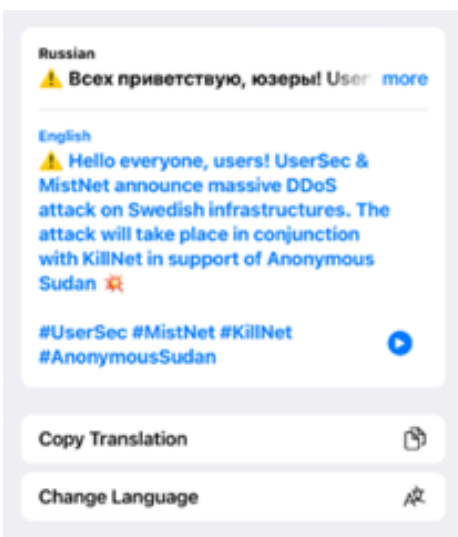 Russian
⚠️ Всех приветствую, юзеры! User more
English
⚠️ Hello everyone, users! UserSec &
MistNet announce massive DDoS
attack on Swedish infrastructures. The
attack will take place in conjunction
with KillNet in support of Anonymous
Sudan 💥
#UserSec #MistNet #KillNet
#AnonymousSudan
Copy Translation
Change Language